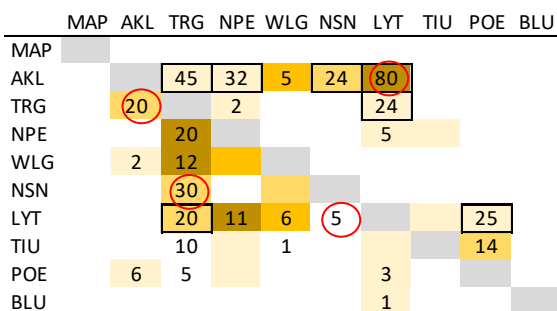 MAP AKL TRG NPE WLG NSN LYT TIU POE BLU
MAP
AKL 45 32 5 24 80
TRG 20 2 24
NPE 20 5
WLG 2 12
NSN 30
LYT 20 11 6 5 25
TIU 10 1 14
POE 6 5 3
BLU 1